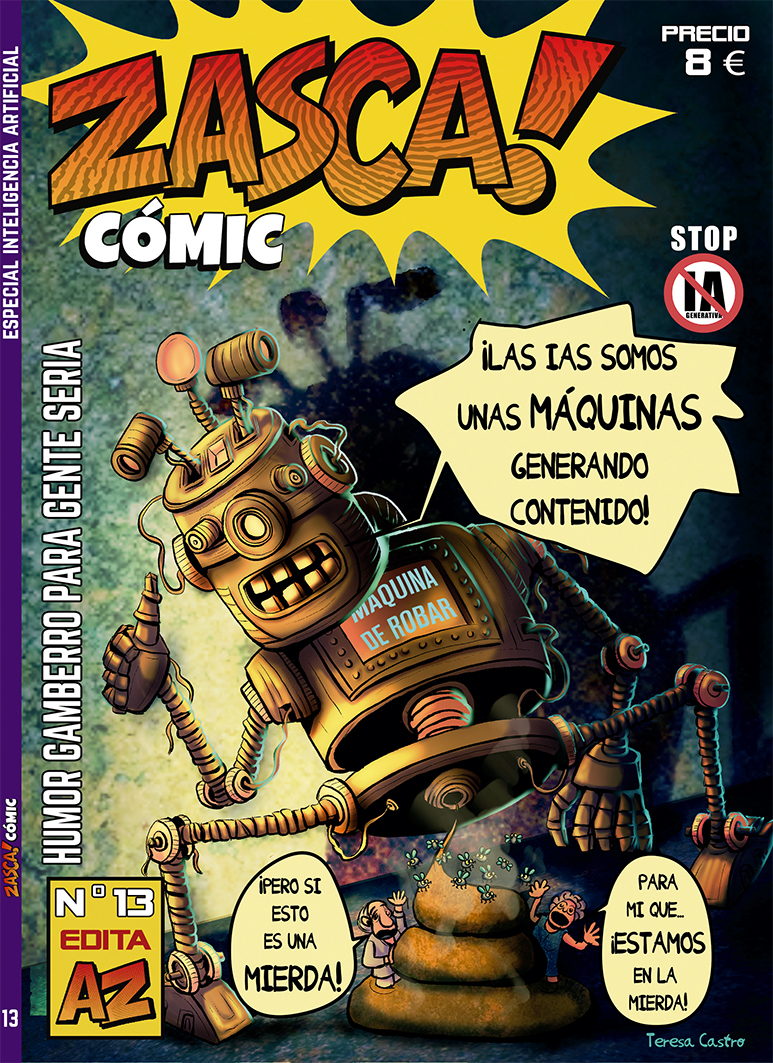 ESPECIAL INTELIGENCIA ARTIFICIAL
ZASCA! CÓMIC
13
ZASCA!
CÓMIC
PRECIO
8 €
STOP
IA
GENERATIVA
HUMOR GAMBERRO PARA GENTE SERIA
¡LAS IAS SOMOS
UNAS MÁQUINAS
GENERANDO
CONTENIDO!
MAQUINA
DE ROBAR
Nº 13
EDITA
AZ
¡PERO SI
ESTO
ES UNA
MIERDA!
PARA
MI QUE...
¡ESTAMOS
EN LA
MIERDA!
Teresa Castro